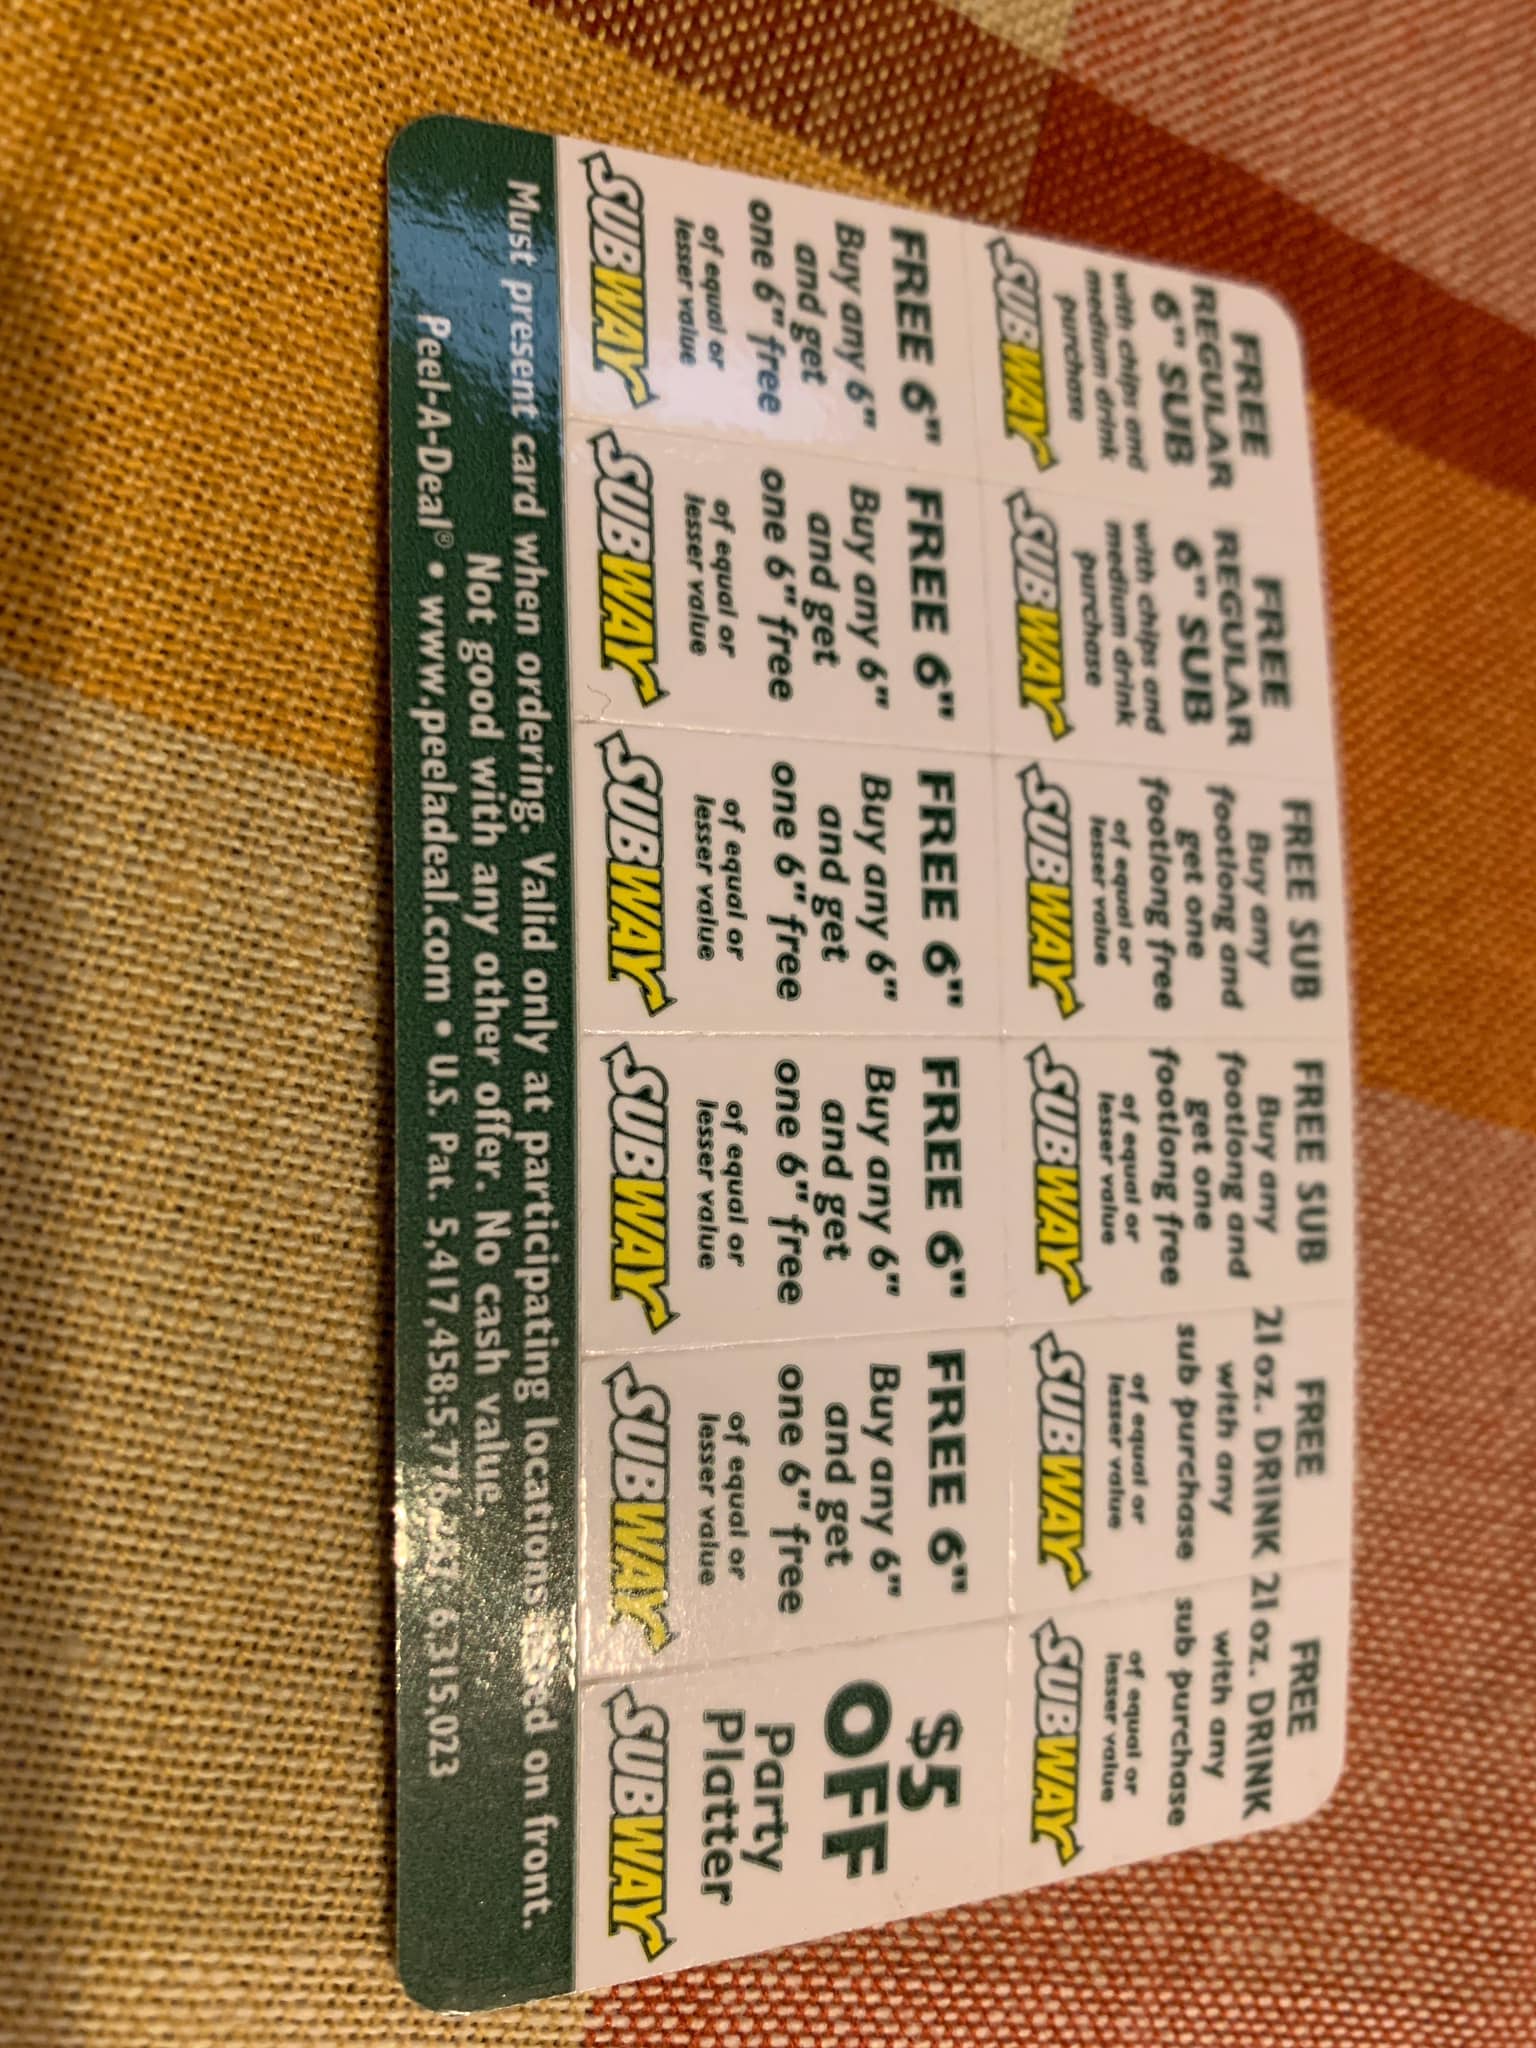 FREE
REGULAR
6" SUB
with chips and
medium drink
purchase
SUBWAY
FREE
REGULAR
6" SUB
with chips and
medium drink
purchase
SUBWAY
FREE SUB
Buy any
footlong and
get one
footlong free
of equal or
lesser value
SUBWAY
FREE SUB
Buy any
footlong and
get one
footlong free
of equal or
lesser value
SUBWAY
FREE
21 oz. DRINK
with any
sub purchase
of equal or
lesser value
SUBWAY
FREE
21 oz. DRINK
with any
sub purchase
of equal or
lesser value
SUBWAY
FREE 6"
Buy any 6"
and get
one 6" free
of equal or
lesser value
SUBWAY
FREE 6"
Buy any 6"
and get
one 6" free
of equal or
lesser value
SUBWAY
FREE 6"
Buy any 6"
and get
one 6" free
of equal or
lesser value
SUBWAY
FREE 6"
Buy any 6"
and get
one 6" free
of equal or
lesser value
SUBWAY
FREE 6"
Buy any 6"
and get
one 6" free
of equal or
lesser value
SUBWAY
$5
OFF
Party
Platter
SUBWAY
Must present card when ordering. Valid only at participating locations listed on front.
Not good with any other offer. No cash value.
Peel-A-Deal® • www.peeladeal.com • U.S. Pat. 5,417,458; 6,315,023